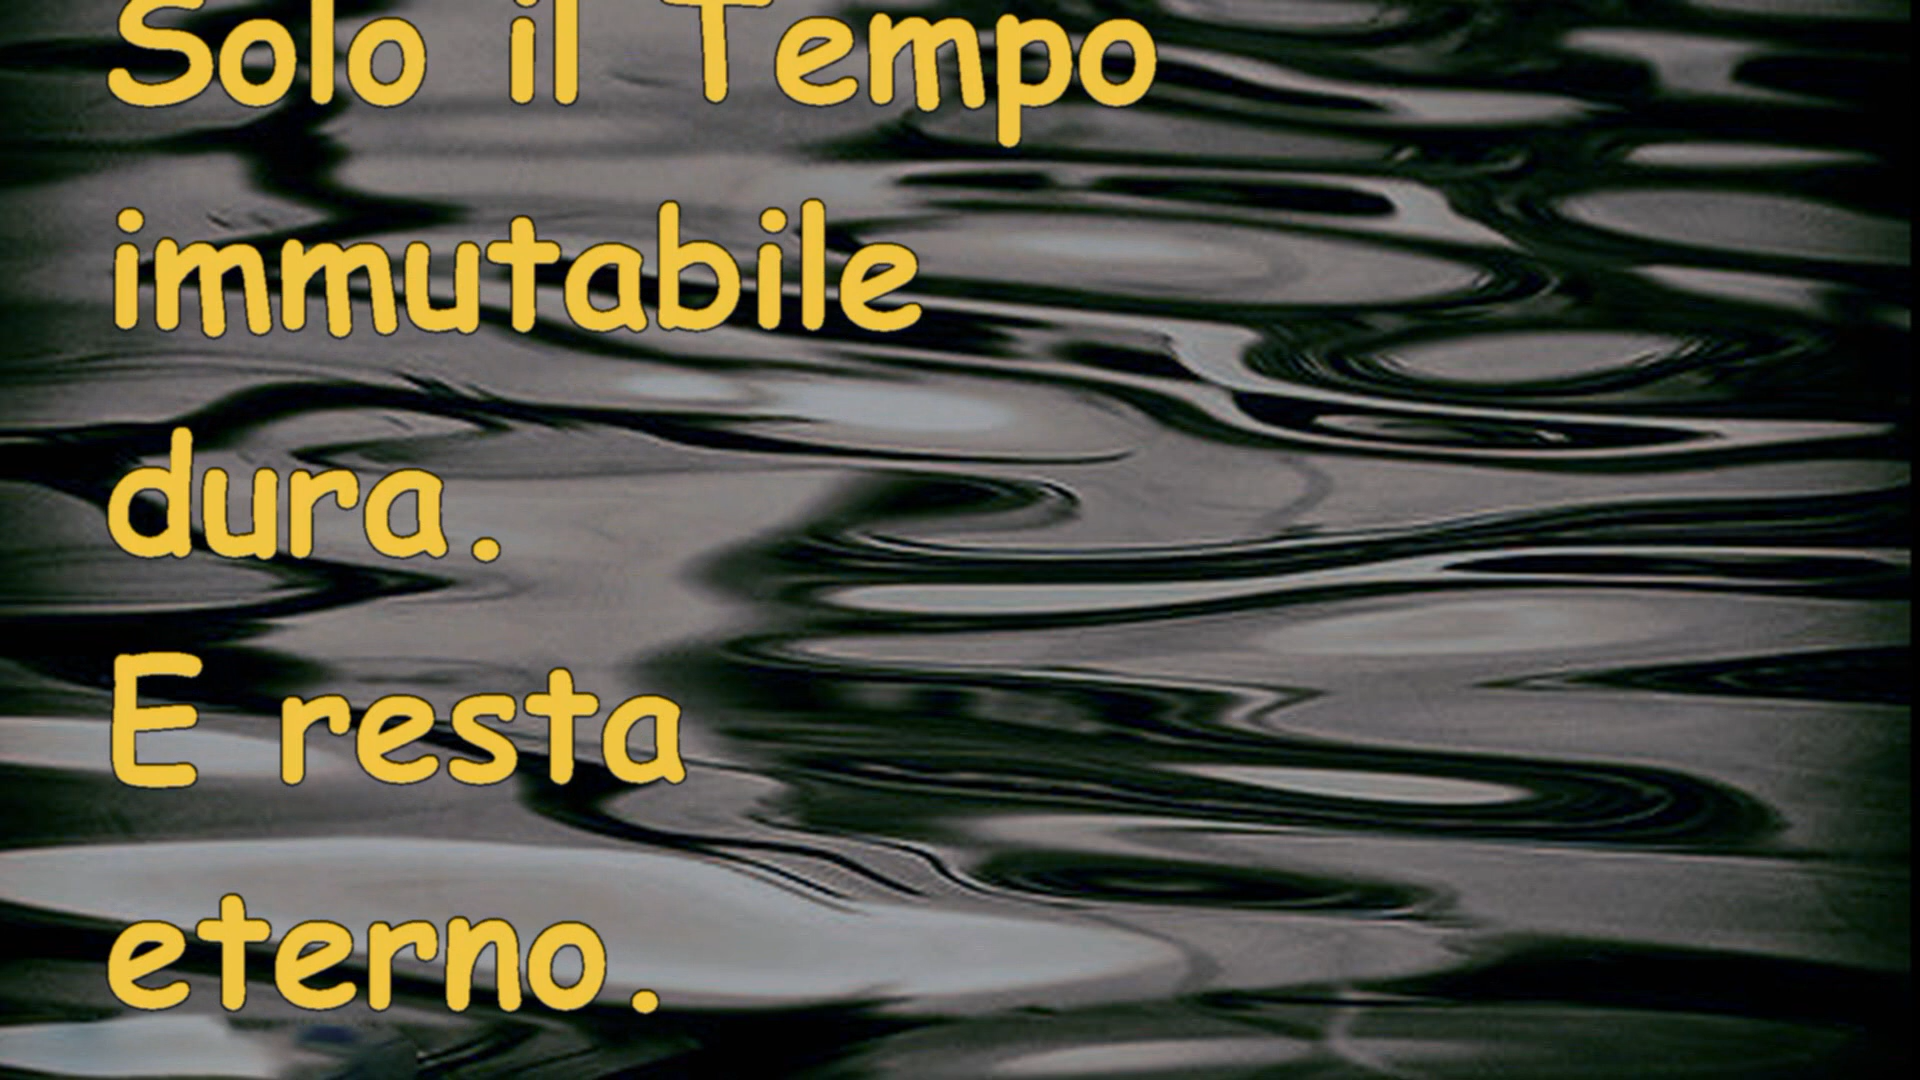 Solo il Tempo
immutabile
dura.
E resta
eterno.